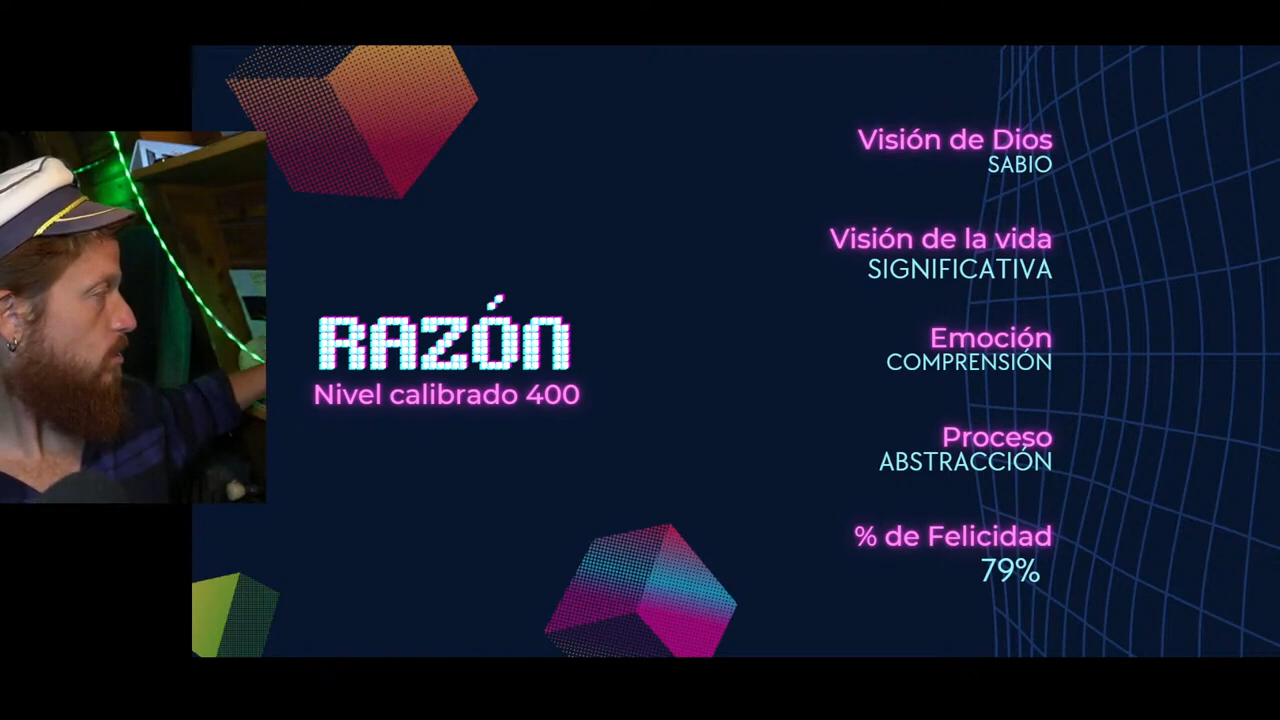 RAZÓN
Nivel calibrado 400
Visión de Dios
SABIO
Visión de la vida
SIGNIFICATIVA
Emoción
COMPRENSIÓN
Proceso
ABSTRACCIÓN
% de Felicidad
79%